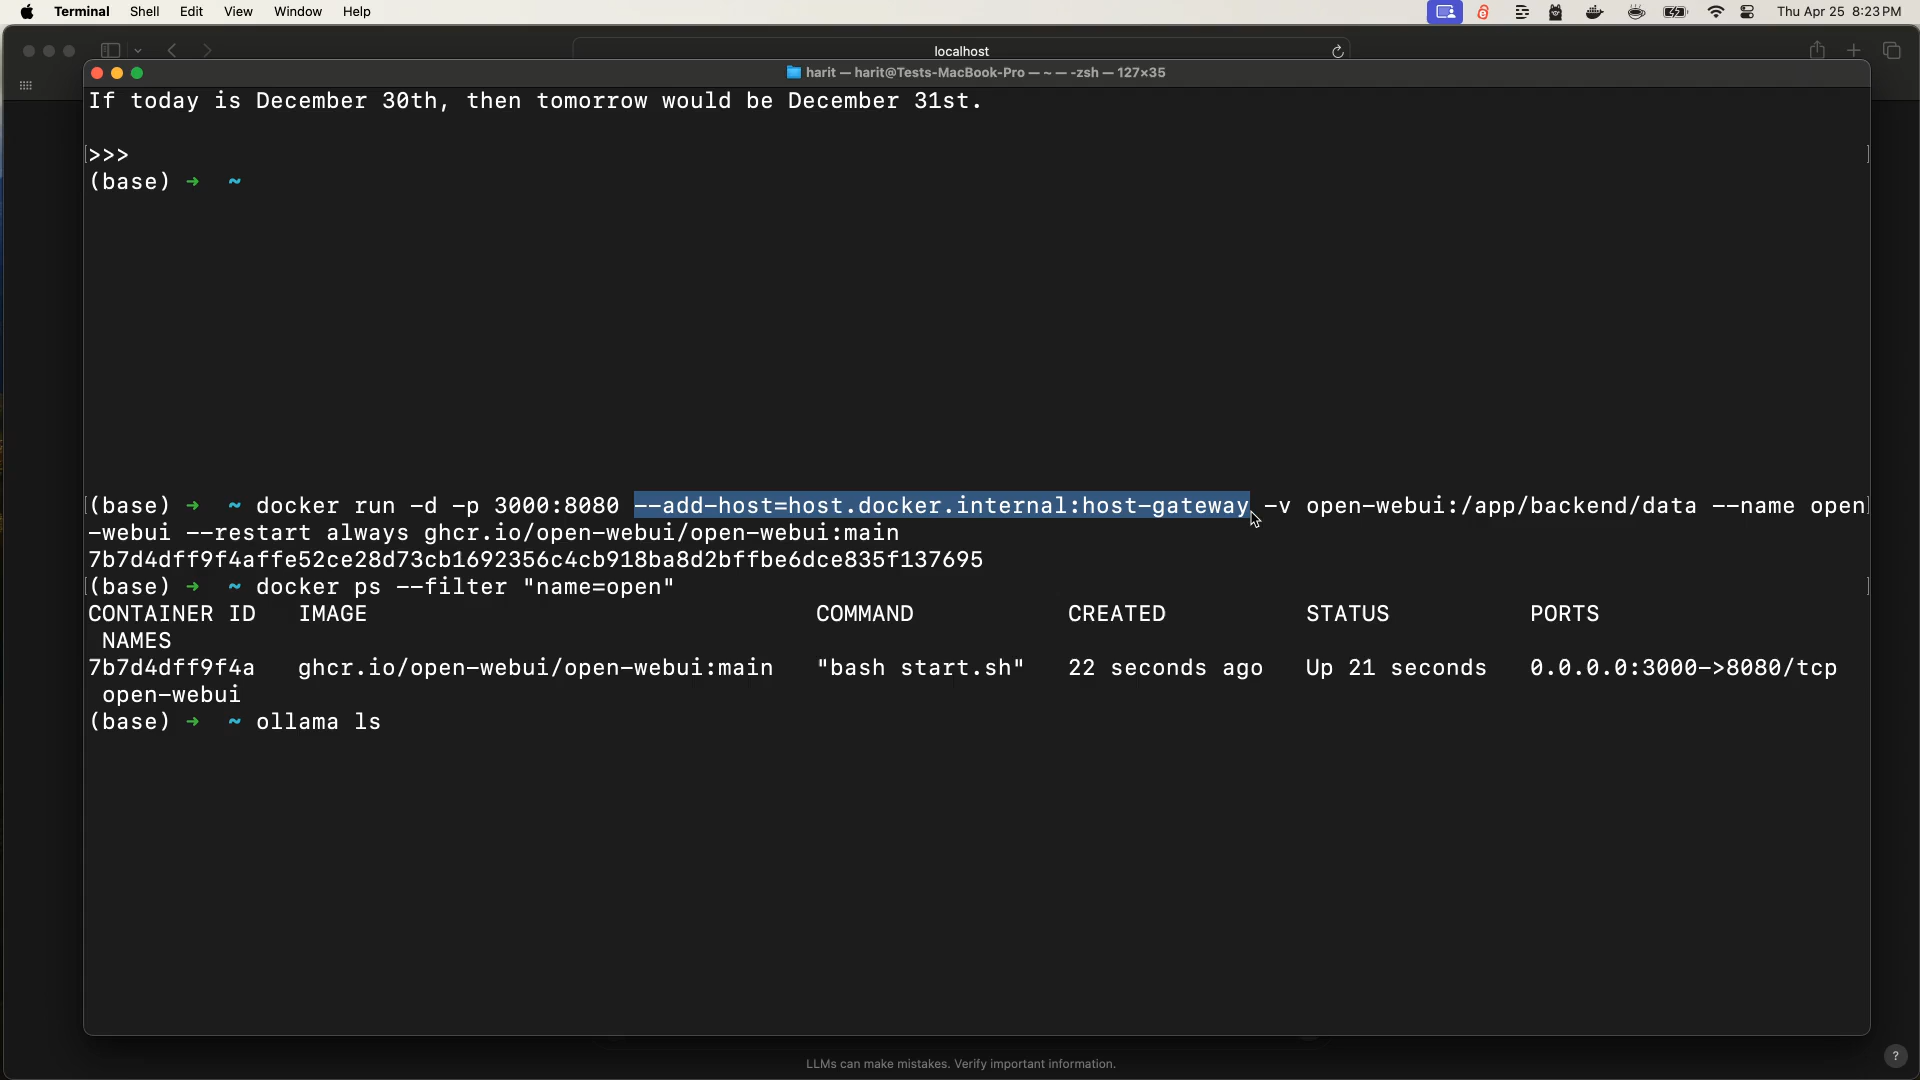 Terminal Shell Edit View Window Help Thu Apr 25 8:23 PM
localhost
harit — harit@Tests-MacBook-Pro — ~ — -zsh — 127×35
If today is December 30th, then tomorrow would be December 31st.
>>>
(base) ➜ ~
(base) ➜ ~ docker run -d -p 3000:8080 --add-host=host.docker.internal:host-gateway -v open-webui:/app/backend/data --name open
-webui --restart always ghcr.io/open-webui/open-webui:main
7b7d4dff9f4affe52ce28d73cb1692356c4cb918ba8d2bffbe6dce835f137695
(base) ➜ ~ docker ps --filter "name=open"
CONTAINER ID IMAGE COMMAND CREATED STATUS PORTS
NAMES
7b7d4dff9f4a ghcr.io/open-webui/open-webui:main "bash start.sh" 22 seconds ago Up 21 seconds 0.0.0.0:3000->8080/tcp
open-webui
(base) ➜ ~ ollama ls
LLMs can make mistakes. Verify important information.
?